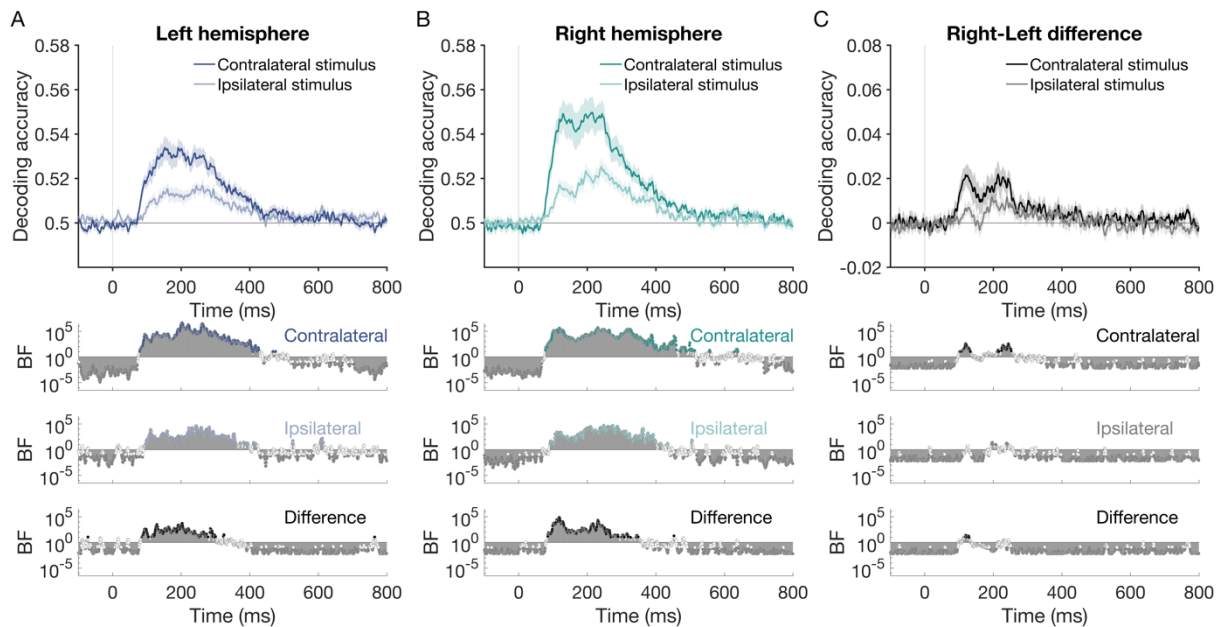 A
Left hemisphere
0.58
0.56
0.54
0.52
0.5
Decoding accuracy
Contralateral stimulus
Ipsilateral stimulus
0 200 400 600 800
Time (ms)
BF
10^5
10^0
10^-5
Contralateral
BF
10^5
10^0
10^-5
Ipsilateral
BF
10^5
10^0
10^-5
Difference
0 200 400 600 800
Time (ms)
B
Right hemisphere
0.58
0.56
0.54
0.52
0.5
Decoding accuracy
Contralateral stimulus
Ipsilateral stimulus
0 200 400 600 800
Time (ms)
BF
10^5
10^0
10^-5
Contralateral
BF
10^5
10^0
10^-5
Ipsilateral
BF
10^5
10^0
10^-5
Difference
0 200 400 600 800
Time (ms)
C
Right-Left difference
0.08
0.06
0.04
0.02
0
-0.02
Decoding accuracy
Contralateral stimulus
Ipsilateral stimulus
0 200 400 600 800
Time (ms)
BF
10^5
10^0
10^-5
Contralateral
BF
10^5
10^0
10^-5
Ipsilateral
BF
10^5
10^0
10^-5
Difference
0 200 400 600 800
Time (ms)